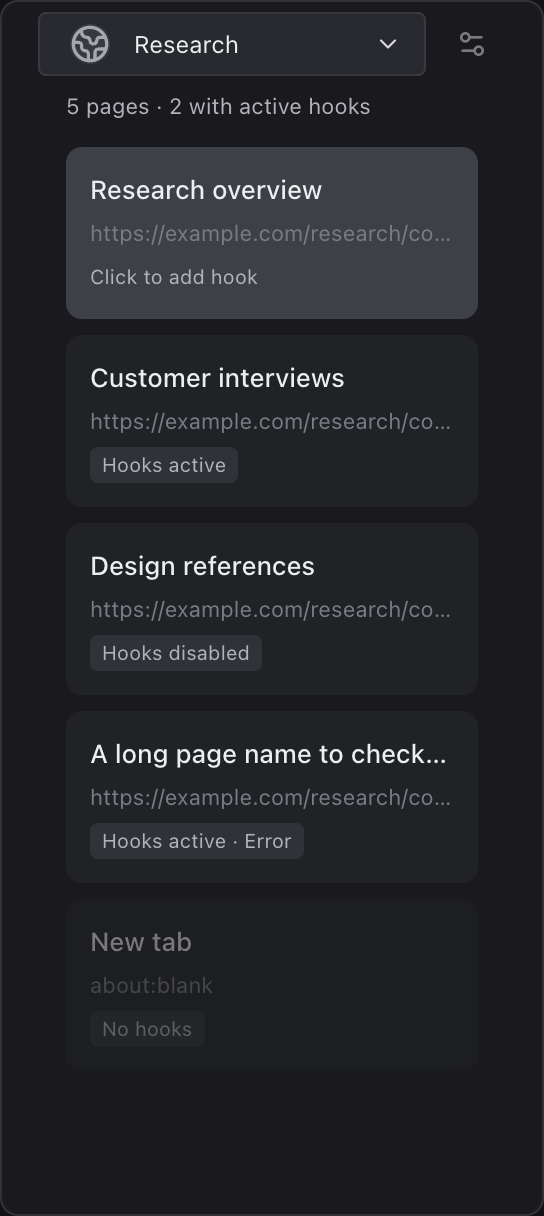 Research
5 pages · 2 with active hooks
Research overview
https://example.com/research/co...
Click to add hook
Customer interviews
https://example.com/research/co...
Hooks active
Design references
https://example.com/research/co...
Hooks disabled
A long page name to check...
https://example.com/research/co...
Hooks active · Error
New tab
about:blank
No hooks